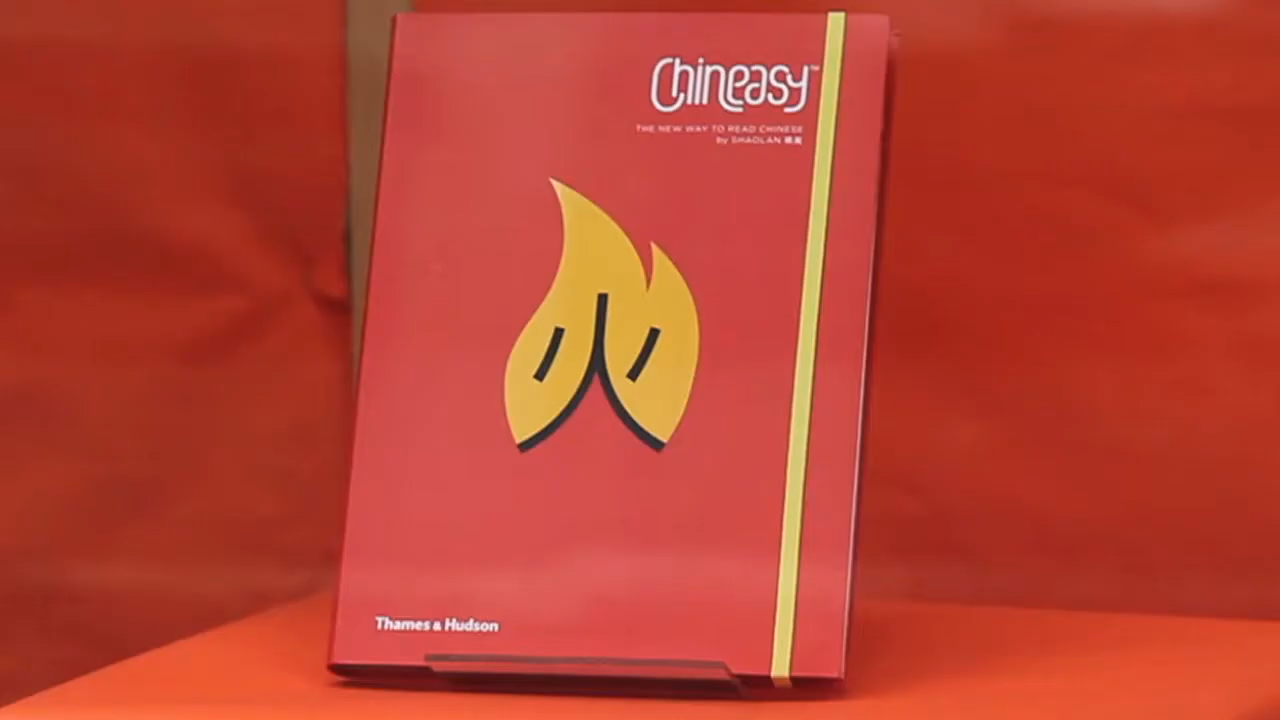 Chineasy™
THE NEW WAY TO READ CHINESE
by SHAOLAN
火
Thames & Hudson